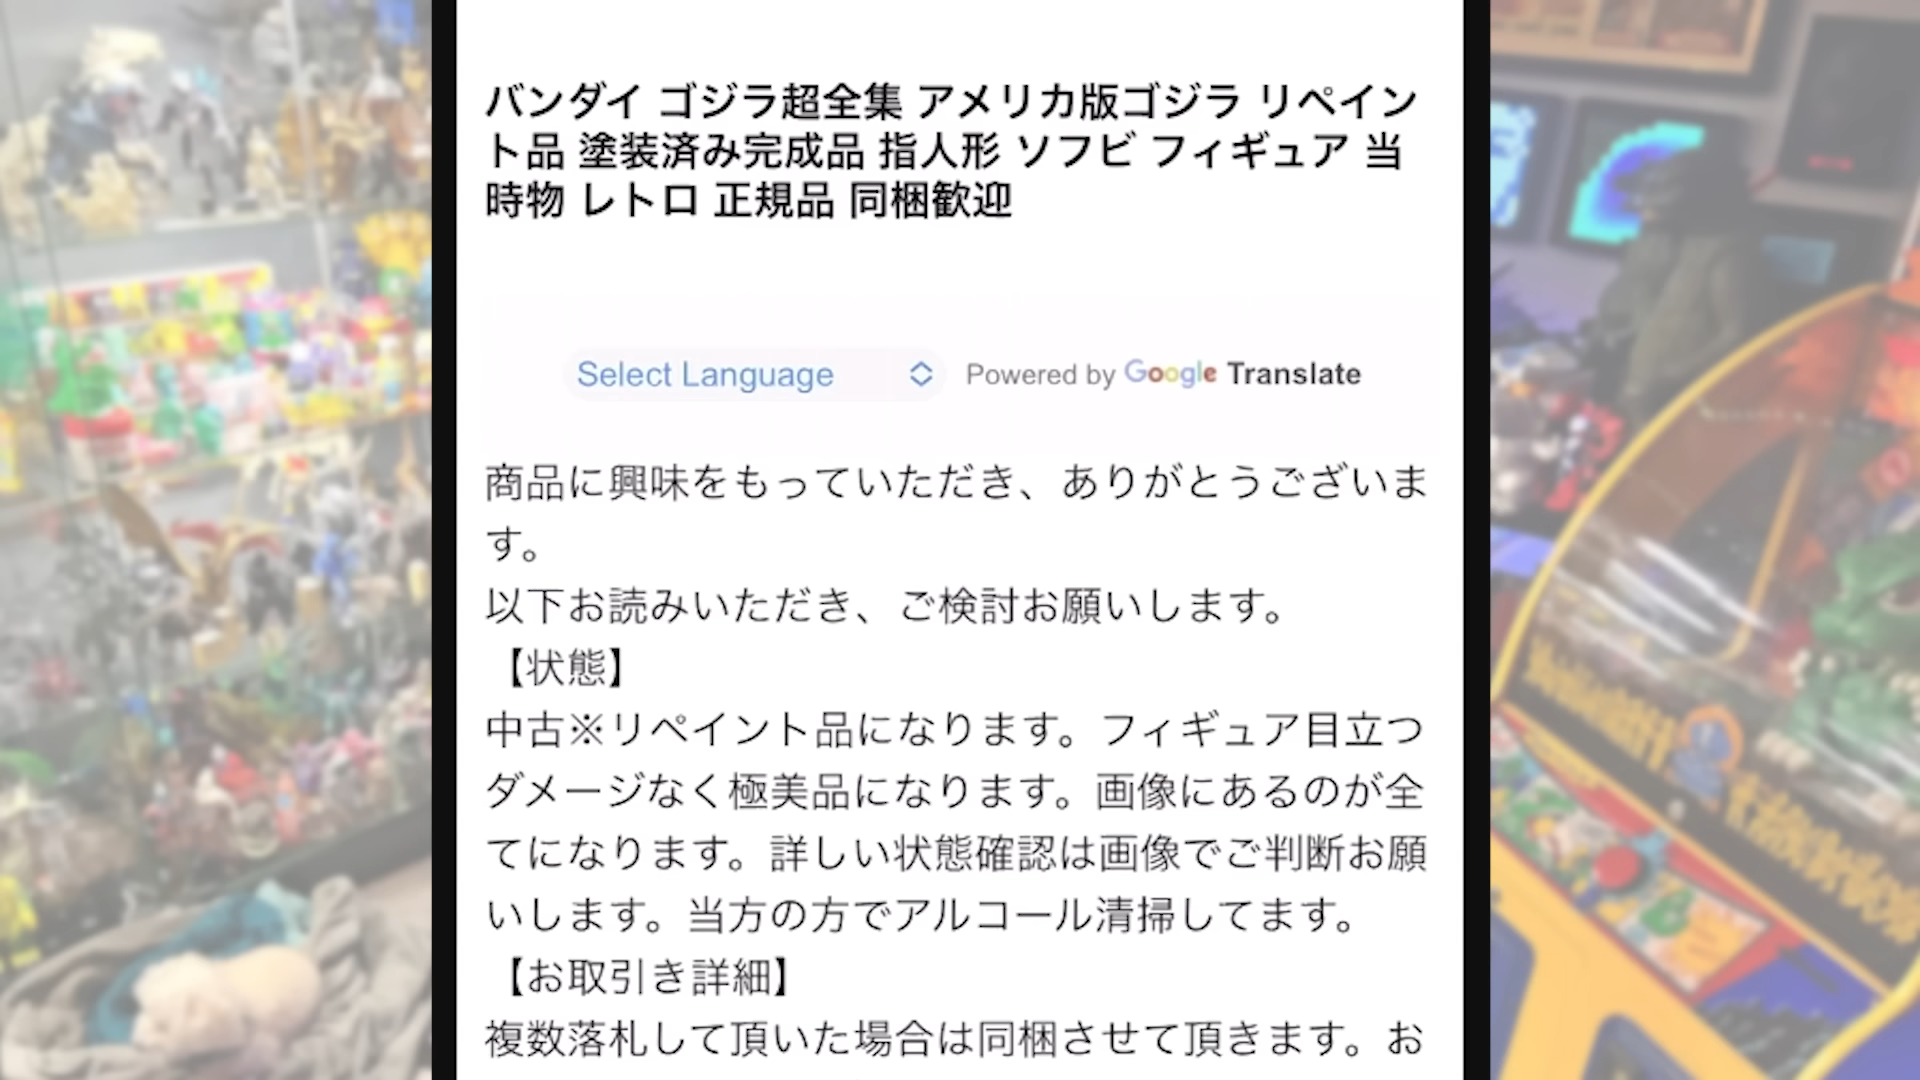 バンダイ ゴジラ超全集 アメリカ版ゴジラ リペイン
ト品 塗装済み完成品 指人形 ソフビ フィギュア 当
時物 レトロ 正規品 同梱歓迎
Select Language
Powered by Google Translate
商品に興味をもっていただき、ありがとうございま
す。
以下お読みいただき、ご検討お願いします。
【状態】
中古※リペイント品になります。フィギュア目立つ
ダメージなく極美品になります。画像にあるのが全
てになります。詳しい状態確認は画像でご判断お願
いします。当方の方でアルコール清掃してます。
【お取引き詳細】
複数落札して頂いた場合は同梱させて頂きます。お